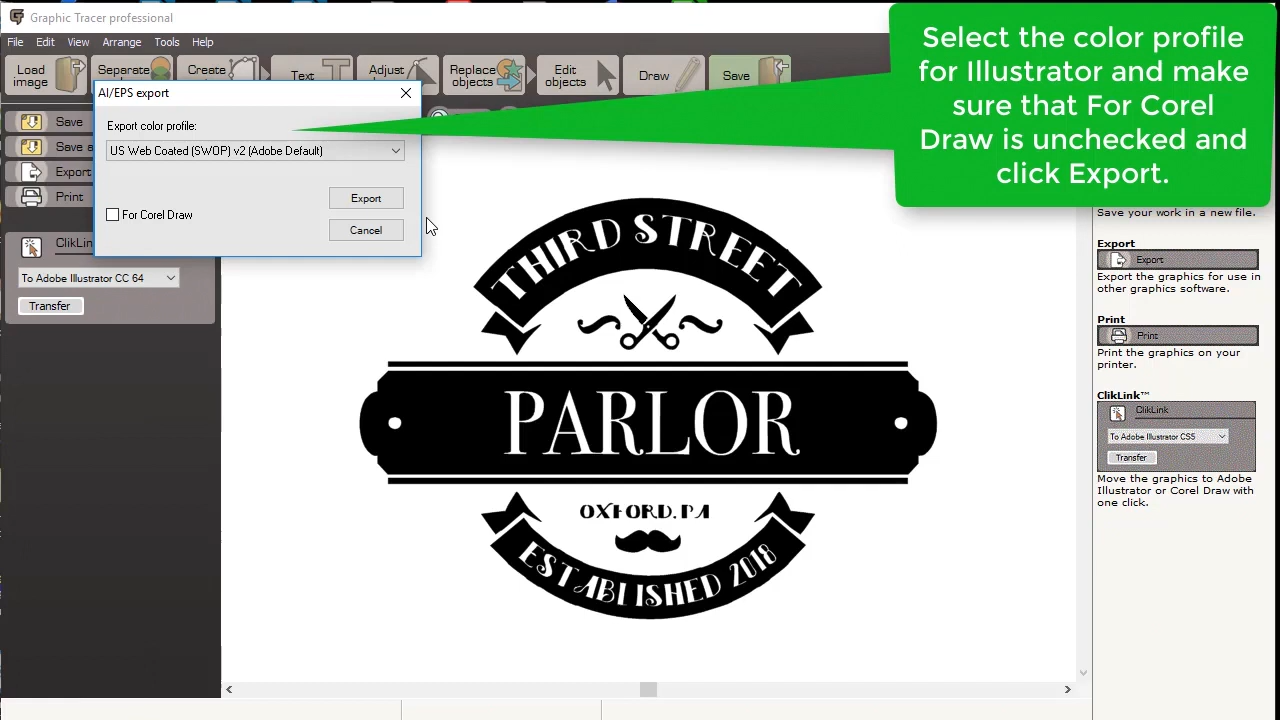 Graphic Tracer professional
File Edit View Arrange Tools Help
Load image
Separate
Create
Text
Adjust
Replace objects
Edit objects
Draw
Save
Select the color profile
for Illustrator and make
sure that For Corel
Draw is unchecked and
click Export.
AI/EPS export
Export color profile:
US Web Coated (SWOP) v2 (Adobe Default)
Export
For Corel Draw
Cancel
Save
Save
Export
Print
To Adobe Illustrator CC 64
Transfer
THIRD STREET
PARLOR
OXFORD, PA
ESTABLISHED 2018
Save your work in a new file.
Export
Export
Export the graphics for use in
other graphics software.
Print
Print
Print the graphics on your
printer.
ClikLink™
ClikLink
To Adobe Illustrator CS5
Transfer
Move the graphics to Adobe
Illustrator or Corel Draw with
one click.